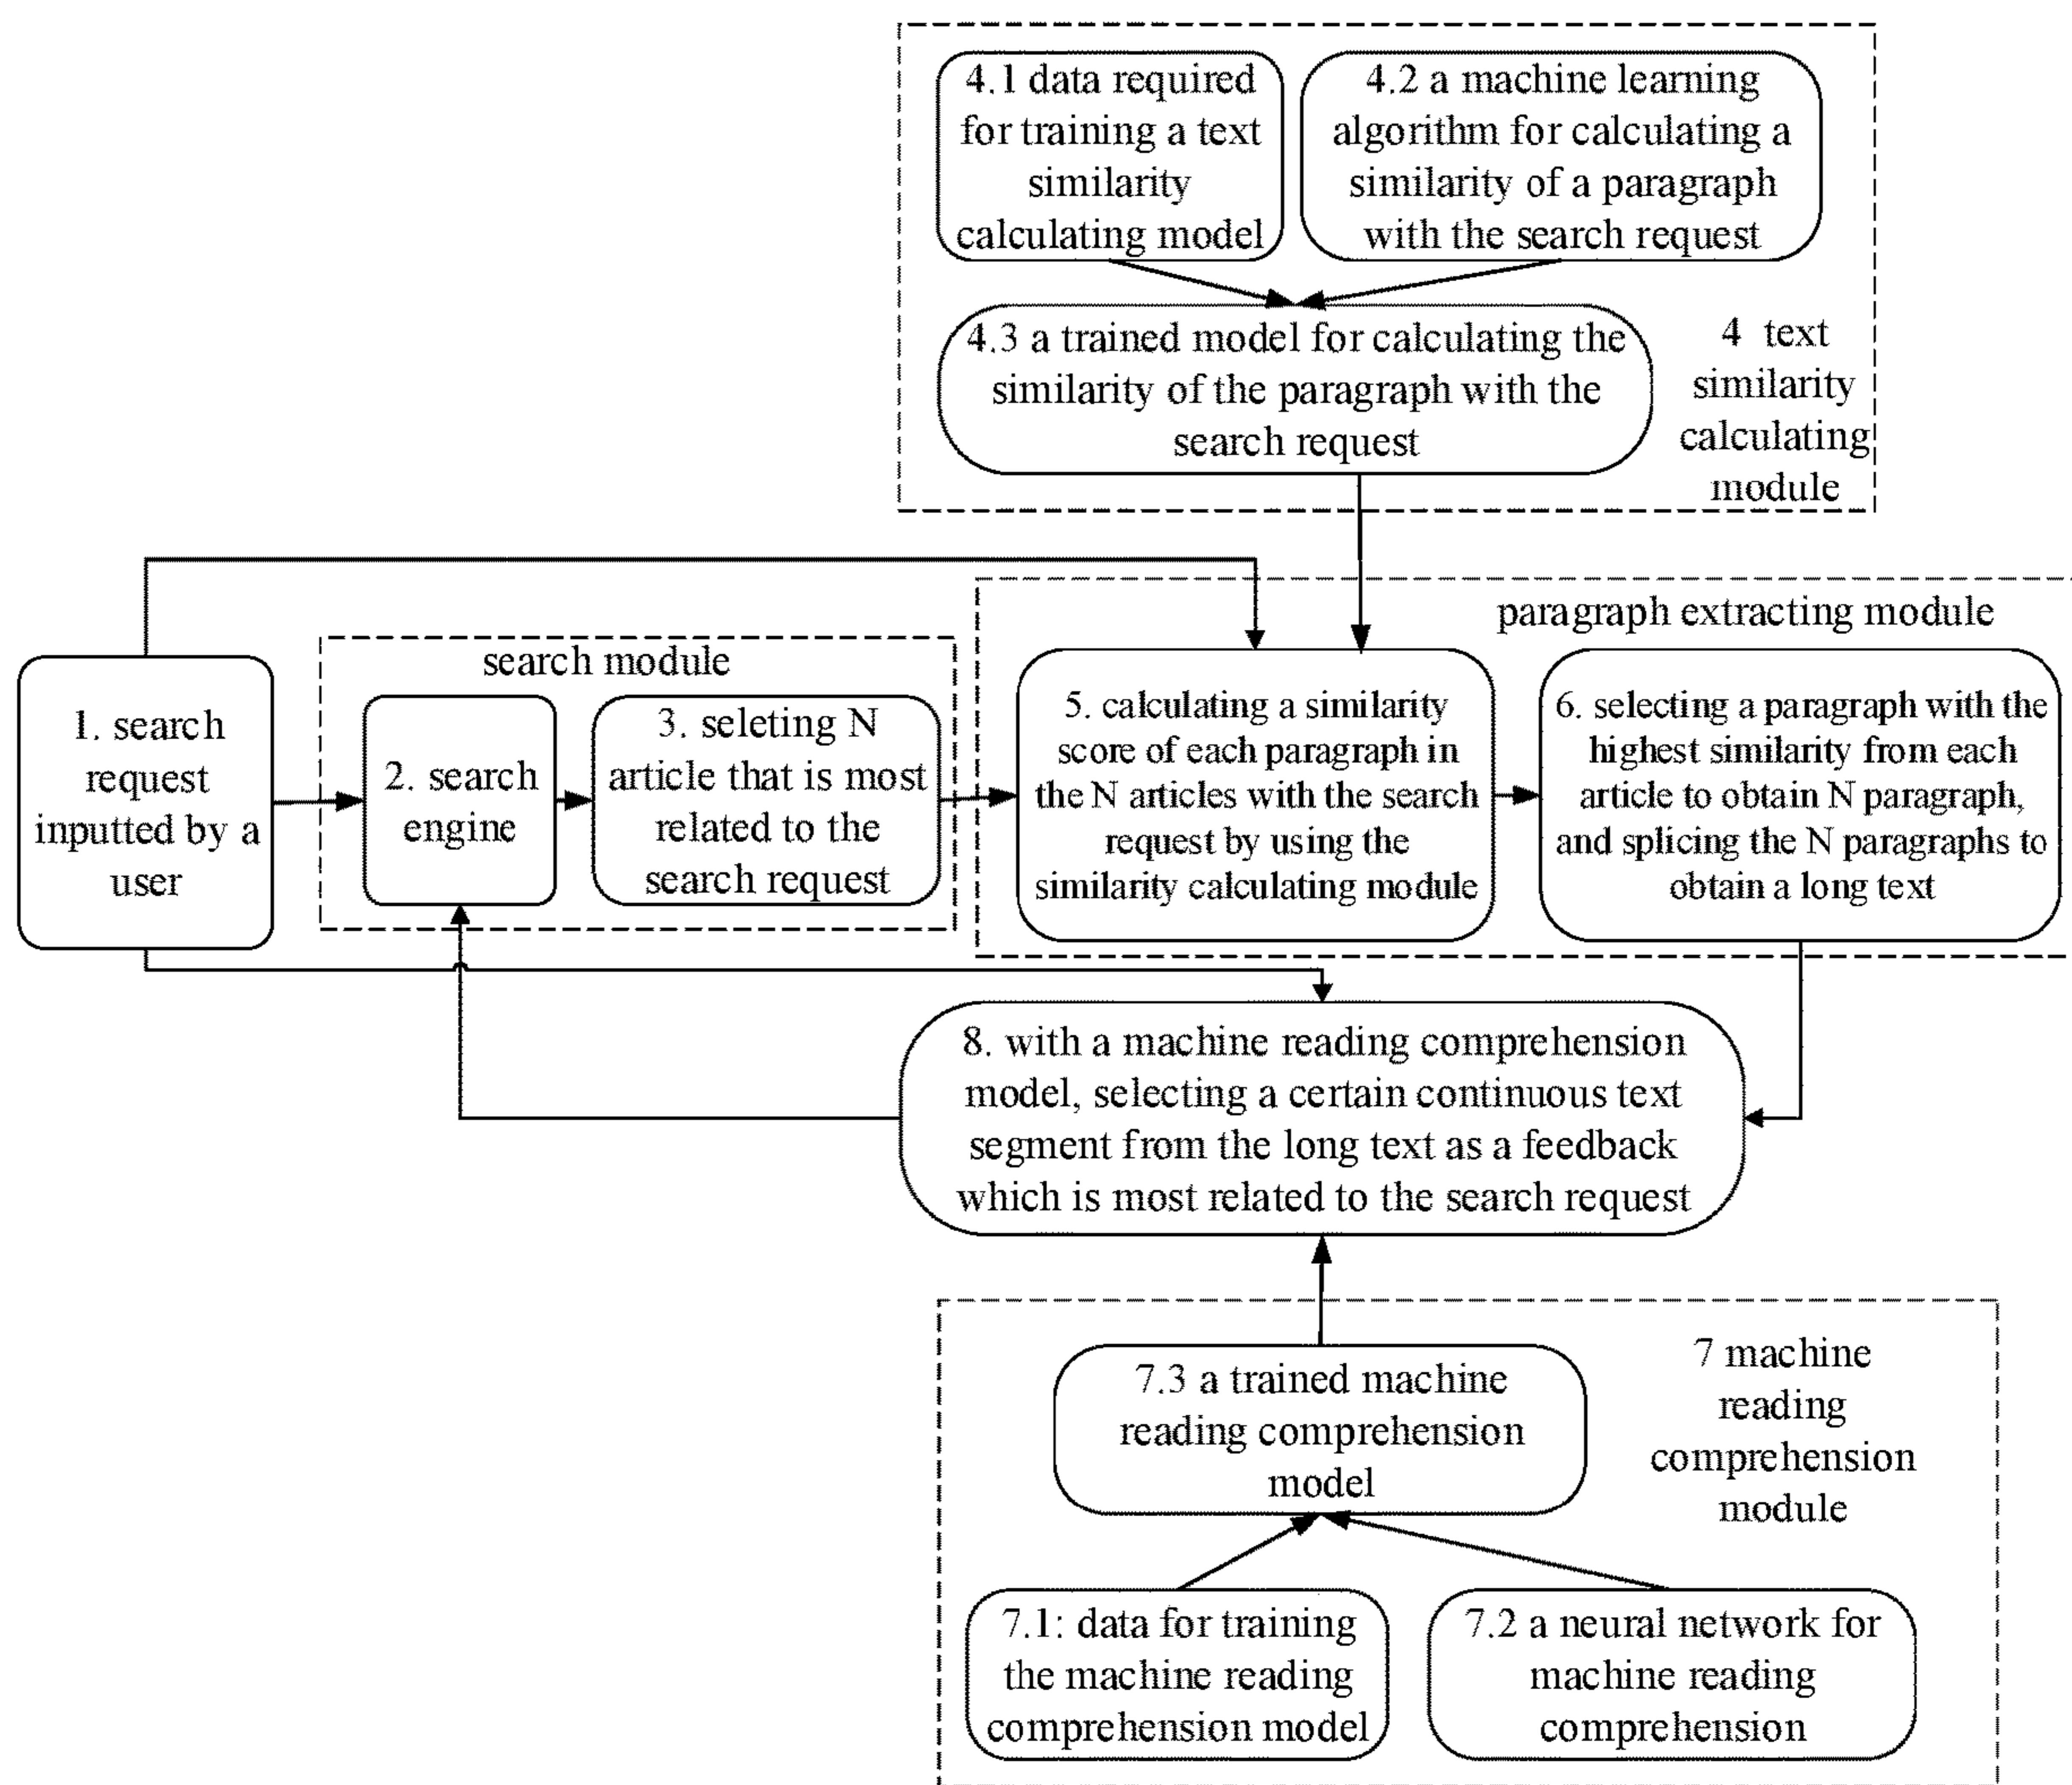 4.1 data required
for training a text
similarity
calculating model
4.2 a machine learning
algorithm for calculating a
similarity of a paragraph
with the search request
4.3 a trained model for calculating the
similarity of the paragraph with the
search request
4 text
similarity
calculating
module
paragraph extracting module
search module
1. search
request
inputted by a
user
2. search
engine
3. seleting N
article that is most
related to the
search request
5. calculating a similarity
score of each paragraph in
the N articles with the search
request by using the
similarity calculating module
6. selecting a paragraph with the
highest similarity from each
article to obtain N paragraph,
and splicing the N paragraphs to
obtain a long text
8. with a machine reading comprehension
model, selecting a certain continuous text
segment from the long text as a feedback
which is most related to the search request
7.3 a trained machine
reading comprehension
model
7 machine
reading
comprehension
module
7.1: data for training
the machine reading
comprehension model
7.2 a neural network for
machine reading
comprehension